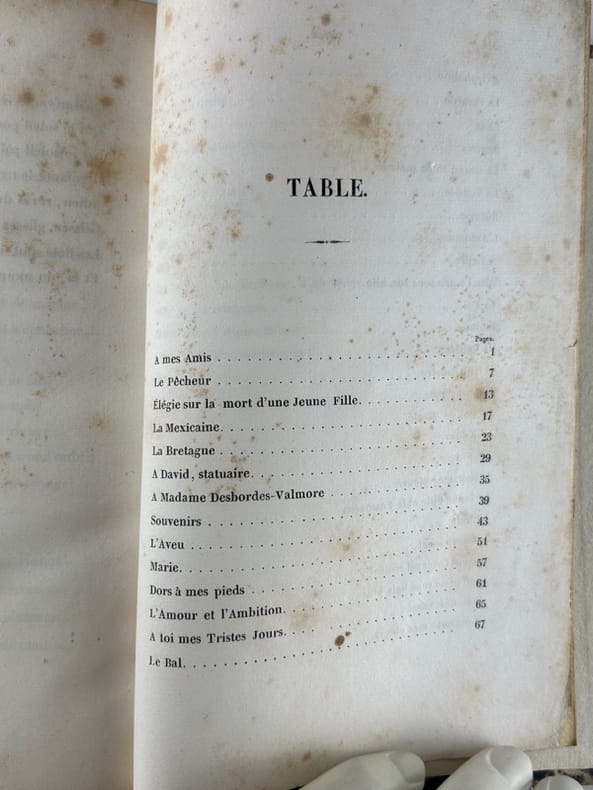 TABLE.
Pages.
A mes Amis . . . . . . . . . . . . . . . . . . . . 1
Le Pêcheur . . . . . . . . . . . . . . . . . . . . 7
Élégie sur la mort d'une Jeune Fille. . . . . . . . . 13
La Mexicaine. . . . . . . . . . . . . . . . . . . . 17
La Bretagne . . . . . . . . . . . . . . . . . . . . 23
A David, statuaire. . . . . . . . . . . . . . . . . 29
A Madame Desbordes-Valmore . . . . . . . . . . . 35
Souvenirs . . . . . . . . . . . . . . . . . . . . 39
L'Aveu . . . . . . . . . . . . . . . . . . . . . . 43
Marie. . . . . . . . . . . . . . . . . . . . . . . 51
Dors à mes pieds . . . . . . . . . . . . . . . . . 57
L'Amour et l'Ambition. . . . . . . . . . . . . . . 61
A toi mes Tristes Jours. . . . . . . . . . . . . . 65
Le Bal. . . . . . . . . . . . . . . . . . . . . . 67